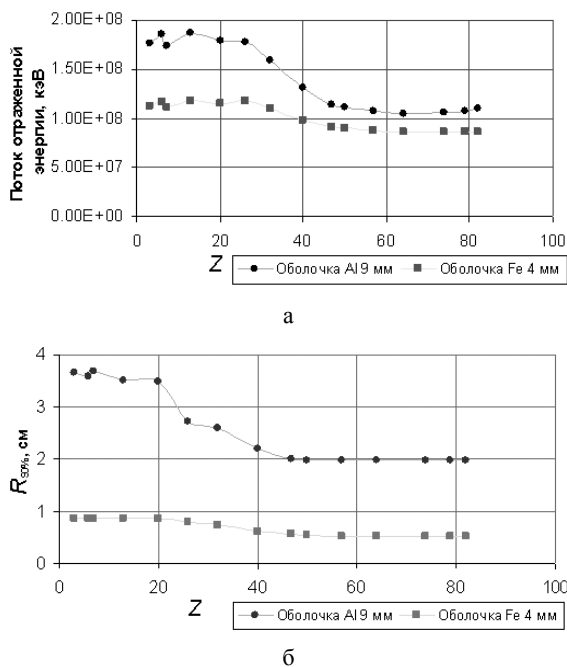 2.00E+08
1.50E+08
1.00E+08
5.00E+07
0.00E+00
Поток отраженной
энергии, кэВ
0 20 40 60 80 100
Z
Оболочка Al 9 мм Оболочка Fe 4 мм
а
4
3
2
1
0
R90%, см
0 20 40 60 80 100
Z
Оболочка Al 9 мм Оболочка Fe 4 мм
б